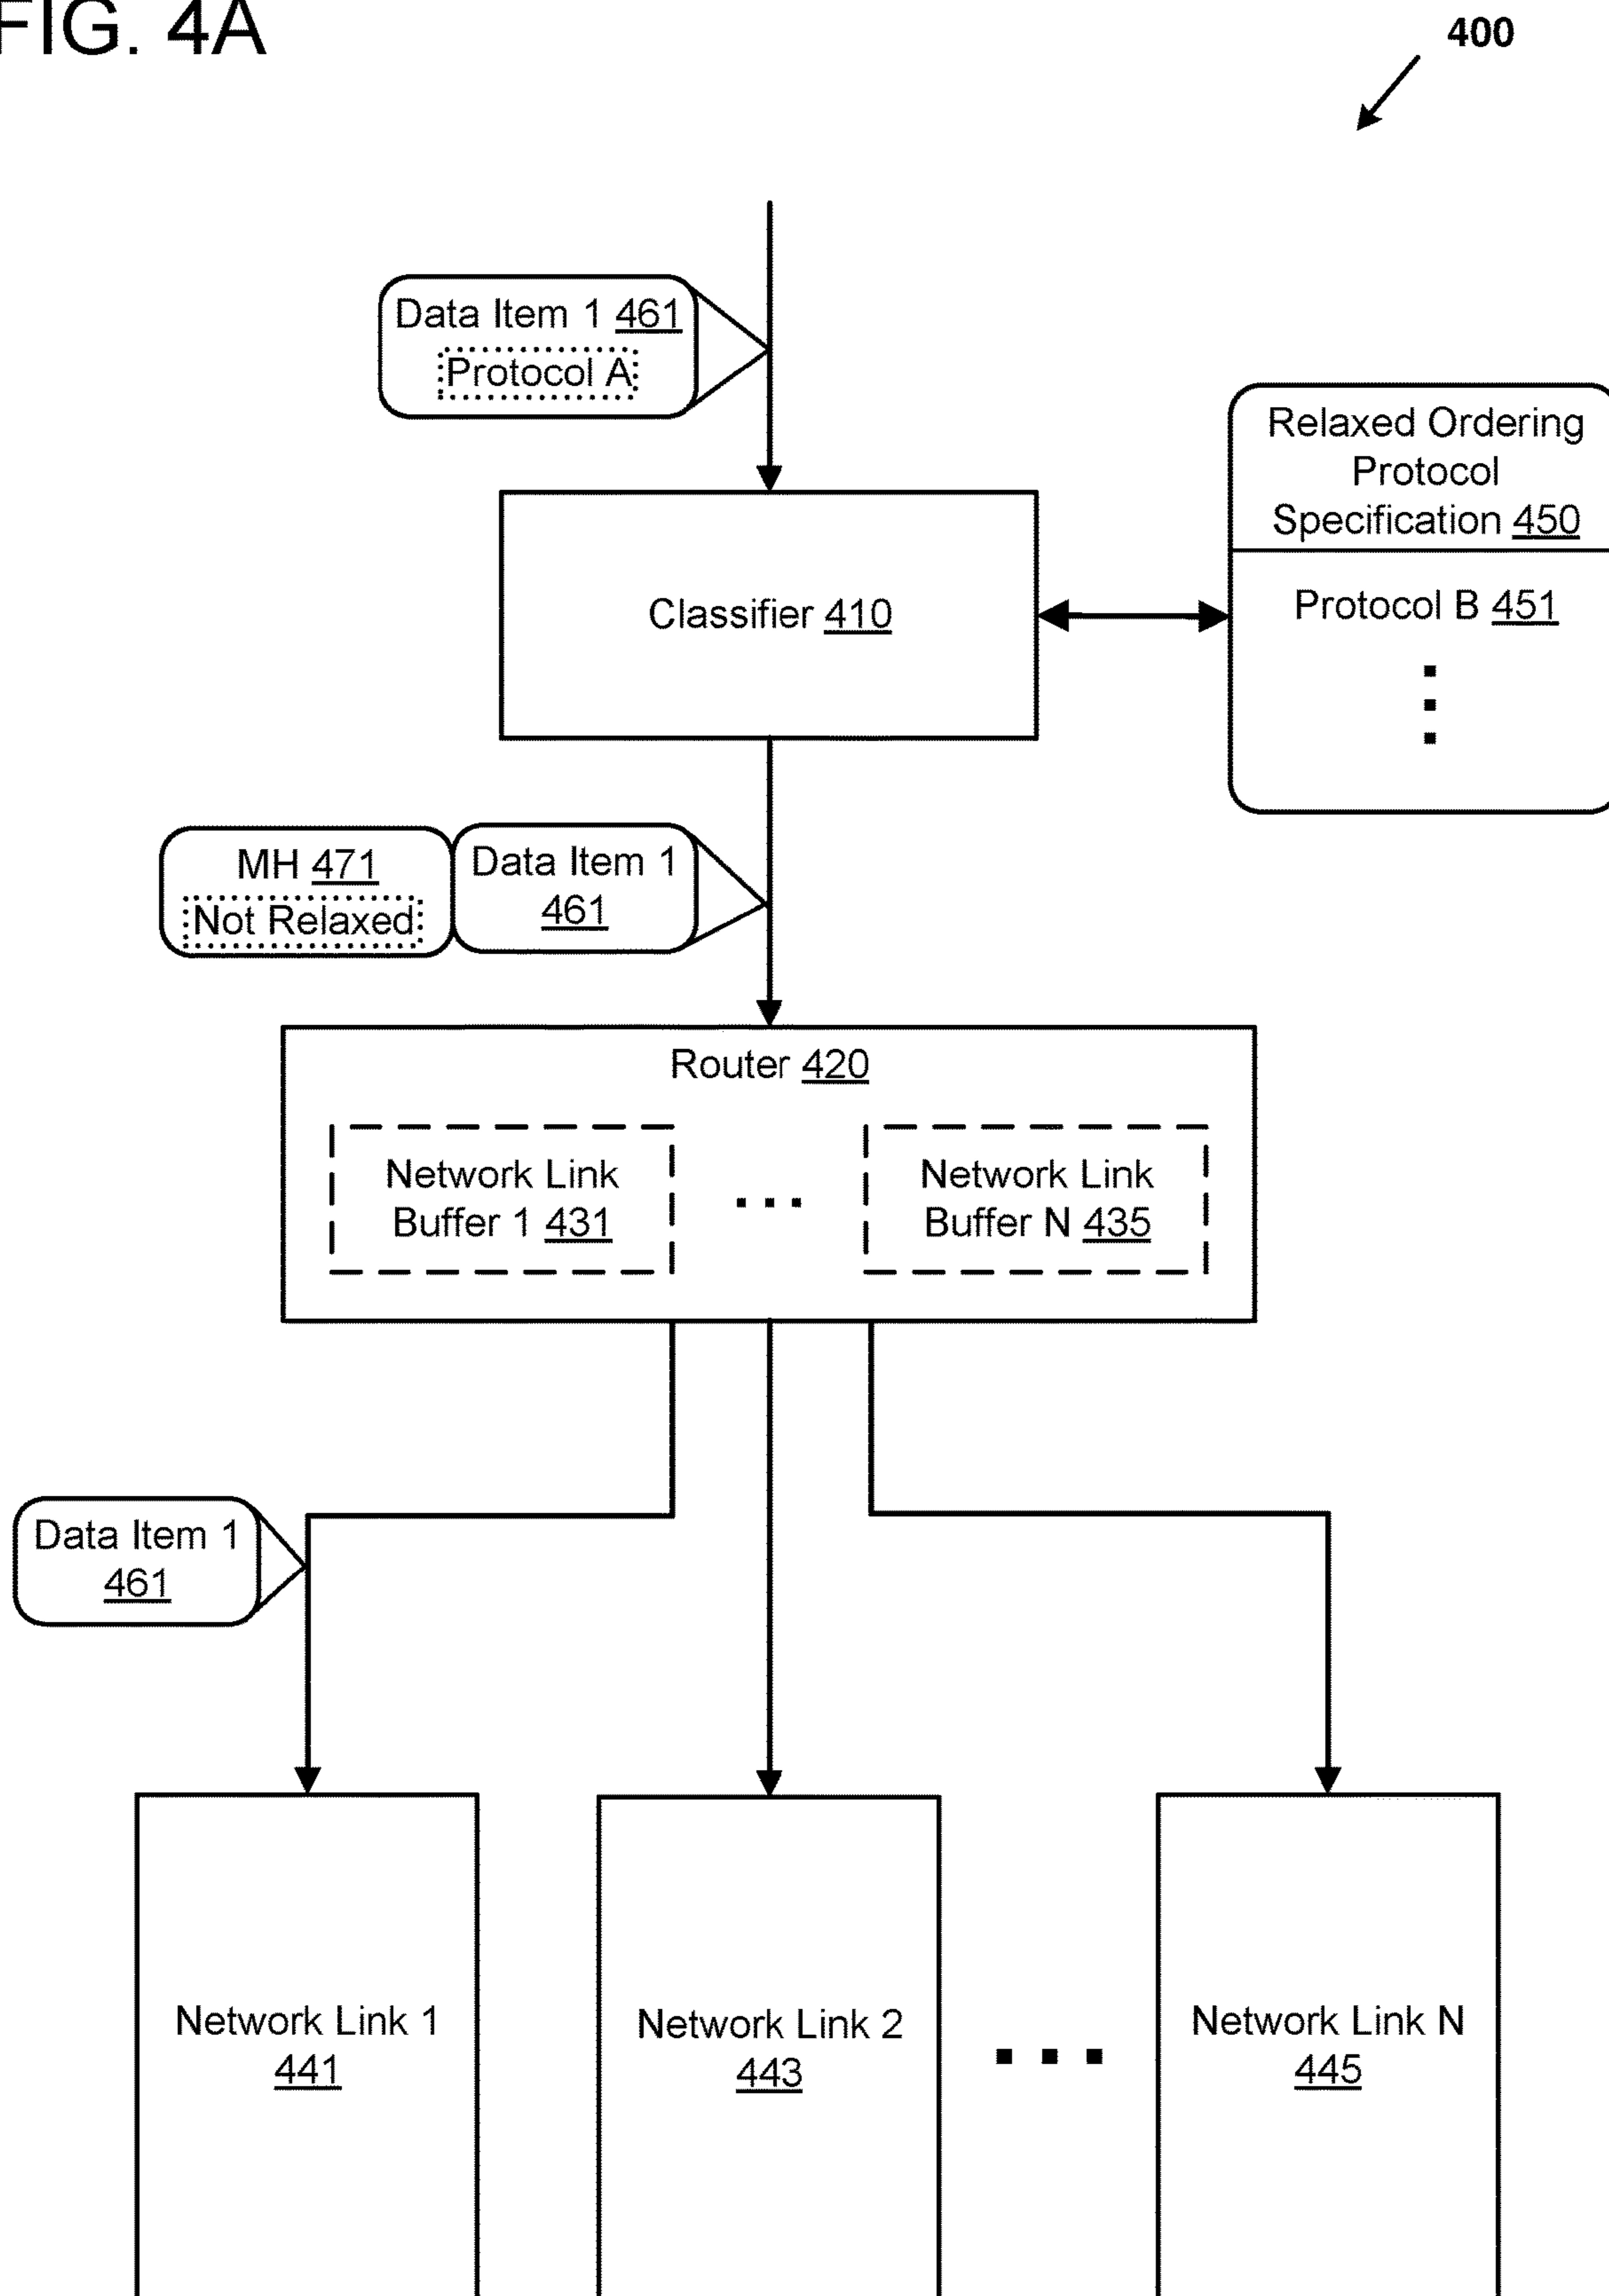 FIG. 4A
400
Data Item 1 461
Protocol A
Relaxed Ordering
Protocol
Specification 450
Classifier 410
Protocol B 451
MH 471
Not Relaxed
Data Item 1
461
Router 420
Network Link
Buffer 1 431
Network Link
Buffer N 435
Data Item 1
461
Network Link 1
441
Network Link 2
443
Network Link N
445